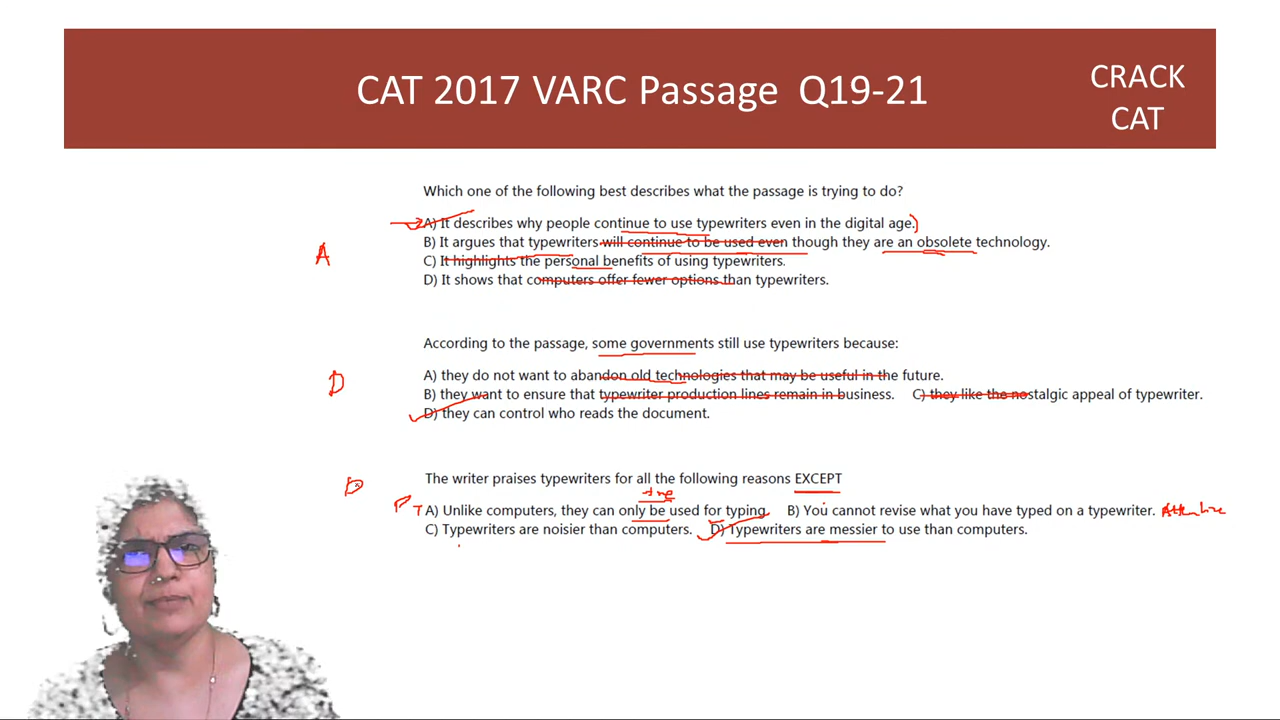 CAT 2017 VARC Passage Q19-21
CRACK
CAT
Which one of the following best describes what the passage is trying to do?
A) It describes why people continue to use typewriters even in the digital age.
B) It argues that typewriters will continue to be used even though they are an obsolete technology.
A
C) It highlights the personal benefits of using typewriters.
D) It shows that computers offer fewer options than typewriters.
According to the passage, some governments still use typewriters because:
A) they do not want to abandon old technologies that may be useful in the future.
D
B) they want to ensure that typewriter production lines remain in business. C) they like the nostalgic appeal of typewriter.
D) they can control who reads the document.
The writer praises typewriters for all the following reasons EXCEPT
D
A) Unlike computers, they can only be used for typing. B) You cannot revise what you have typed on a typewriter.
C) Typewriters are noisier than computers. D) Typewriters are messier to use than computers.